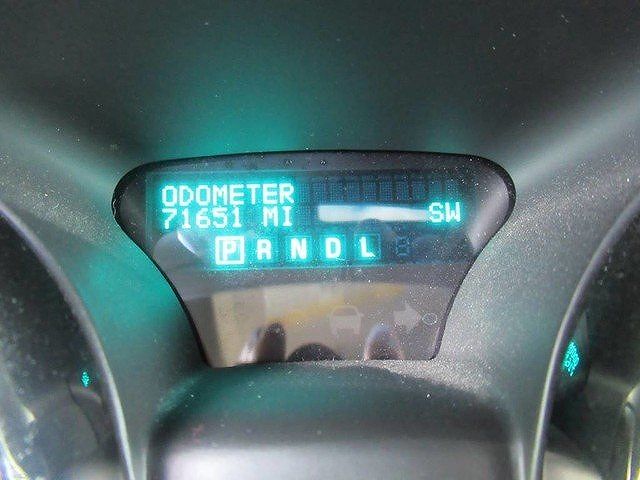 ODOMETER
71651 MI SW
P R N D L